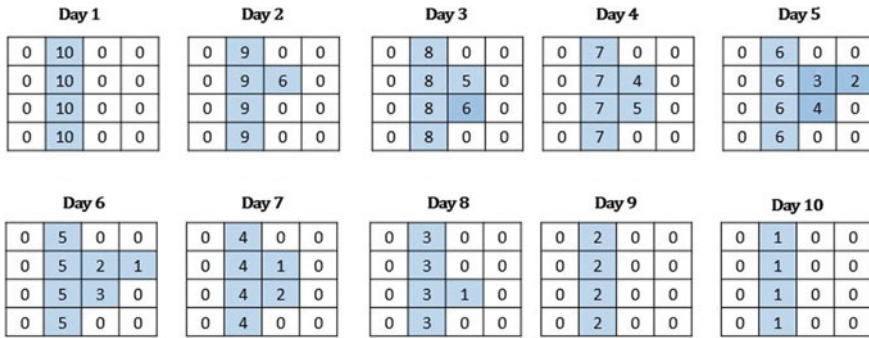 Day 1 Day 2 Day 3 Day 4 Day 5
0 10 0 0 0 9 0 0 0 8 0 0 0 7 0 0 0 6 0 0
0 10 0 0 0 9 6 0 0 8 5 0 0 7 4 0 0 6 3 2
0 10 0 0 0 9 0 0 0 8 6 0 0 7 5 0 0 6 4 0
0 10 0 0 0 9 0 0 0 8 0 0 0 7 0 0 0 6 0 0
Day 6 Day 7 Day 8 Day 9 Day 10
0 5 0 0 0 4 0 0 0 3 0 0 0 2 0 0 0 1 0 0
0 5 2 1 0 4 1 0 0 3 0 0 0 2 0 0 0 1 0 0
0 5 3 0 0 4 2 0 0 3 1 0 0 2 0 0 0 1 0 0
0 5 0 0 0 4 0 0 0 3 0 0 0 2 0 0 0 1 0 0